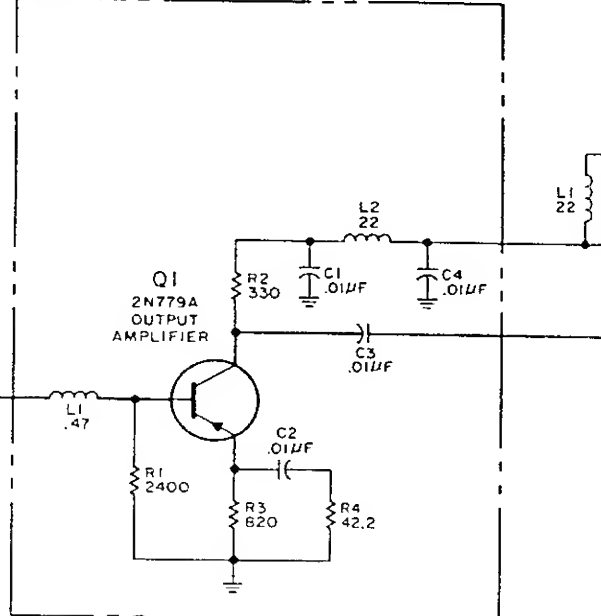 L1
22
L2
22
Q1
2N779A
OUTPUT
AMPLIFIER
R2
330
C1
.01µF
C4
.01µF
C3
.01µF
L1
.47
C2
.01µF
R1
2400
R3
820
R4
42.2